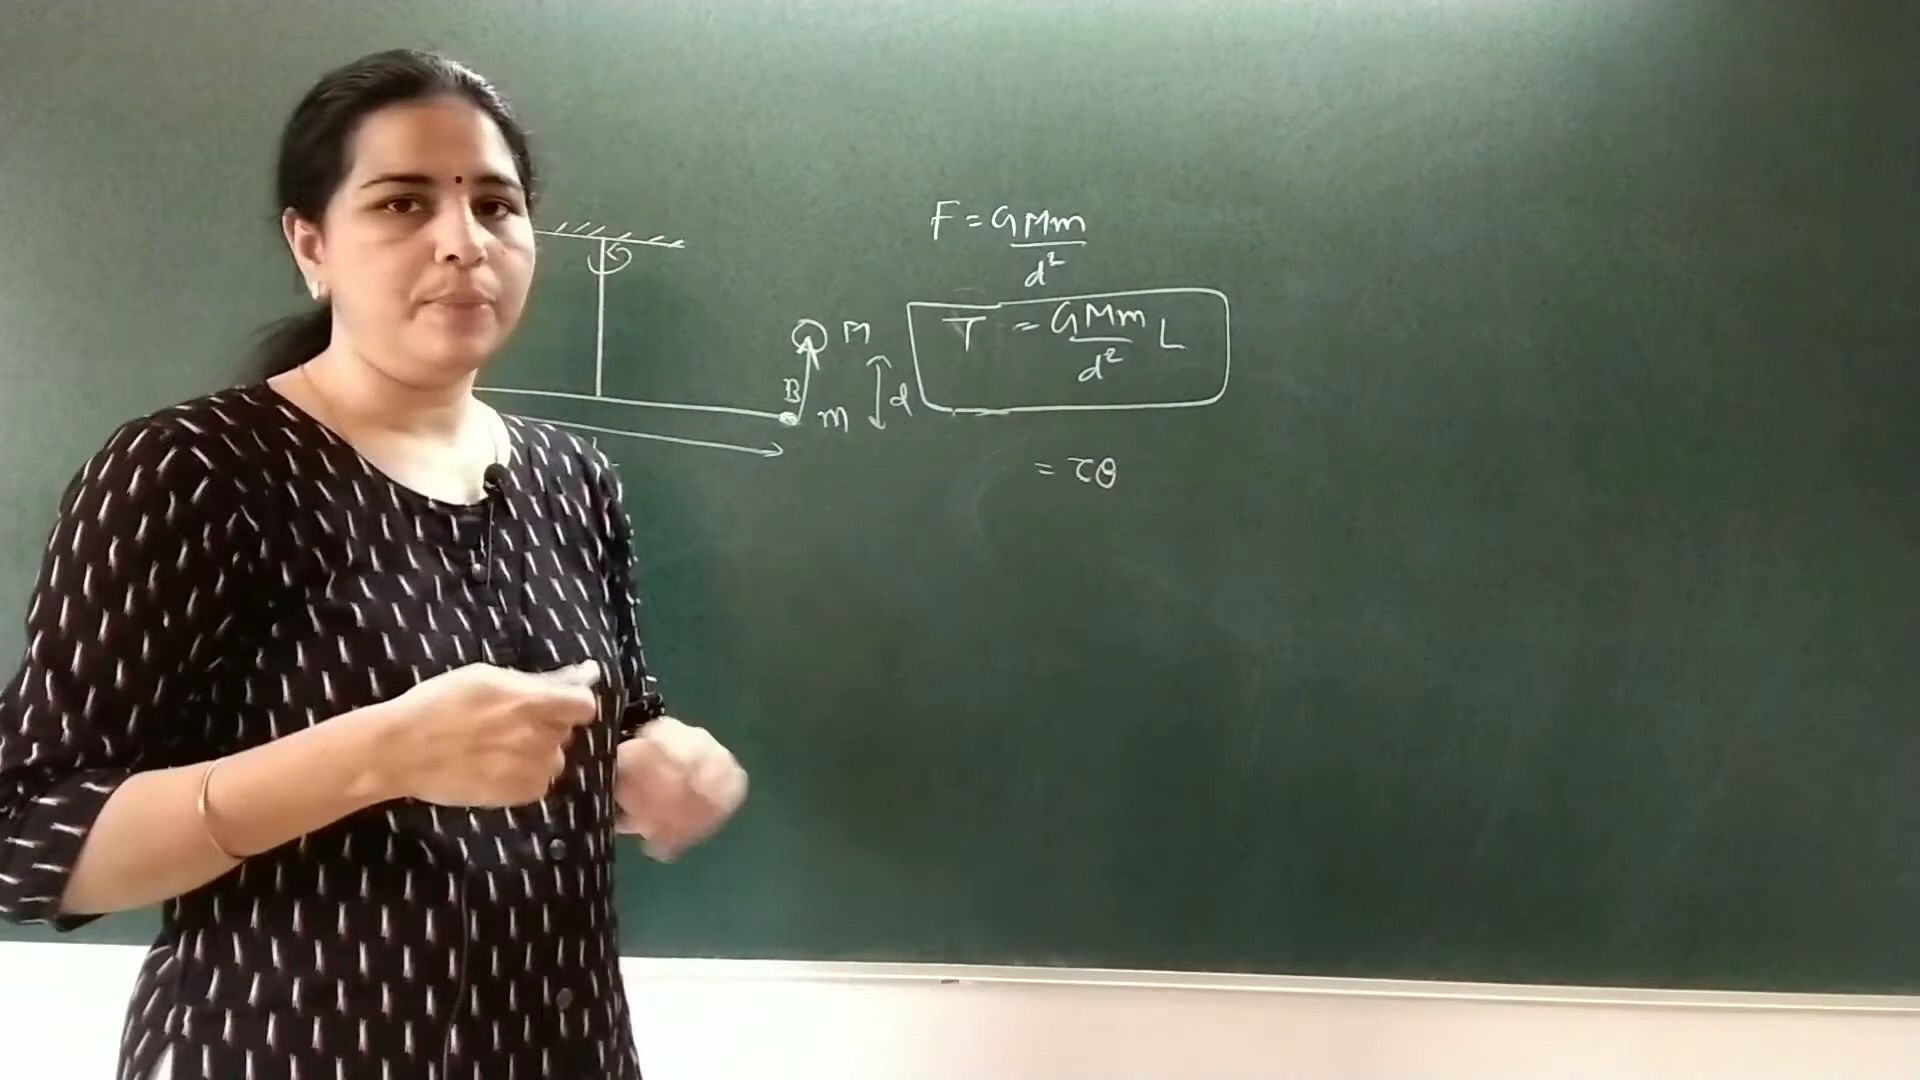 F = GMm/d²
T = GMm/d² L
M
B
m
d
= τθ